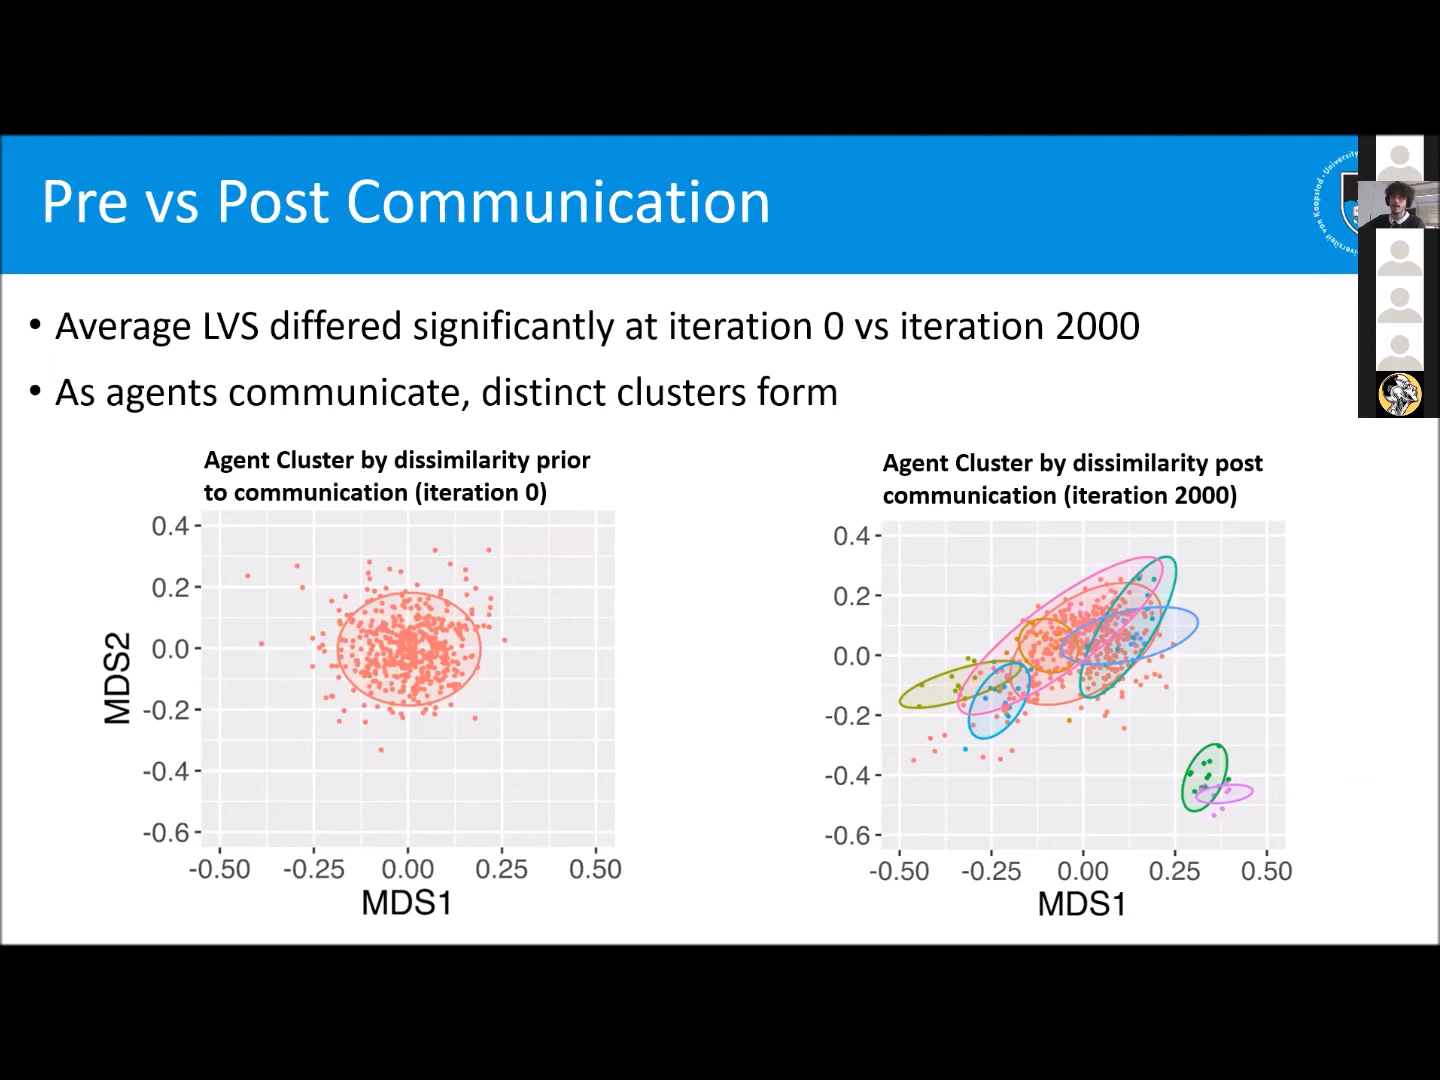 Pre vs Post Communication
van Kaapstad · University
Universiteit
• Average LVS differed significantly at iteration 0 vs iteration 2000
• As agents communicate, distinct clusters form
Agent Cluster by dissimilarity prior
to communication (iteration 0)
0.4
0.2
0.0
-0.2
-0.4
-0.6
MDS2
-0.50 -0.25 0.00 0.25 0.50
MDS1
Agent Cluster by dissimilarity post
communication (iteration 2000)
0.4
0.2
0.0
-0.2
-0.4
-0.6
-0.50 -0.25 0.00 0.25 0.50
MDS1